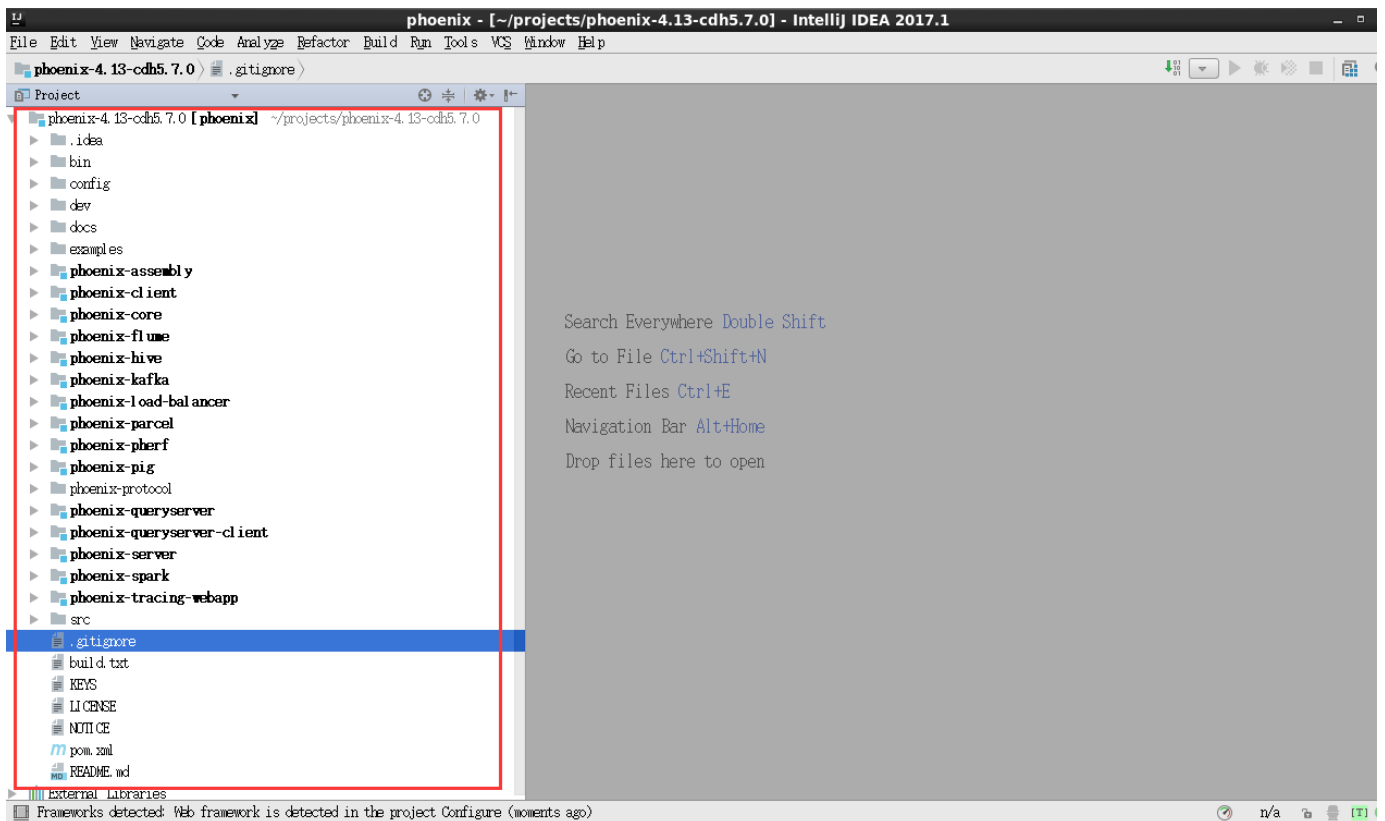 phoenix - [~/projects/phoenix-4.13-cdh5.7.0] - IntelliJ IDEA 2017.1
File Edit View Navigate Code Analyze Refactor Build Run Tools VCS Window Help
phoenix-4.13-cdh5.7.0 .gitignore
Project
phoenix-4.13-cdh5.7.0 [phoenix] ~/projects/phoenix-4.13-cdh5.7.0
.idea
bin
config
dev
docs
examples
phoenix-assembly
phoenix-client
phoenix-core
phoenix-flume
phoenix-hive
phoenix-kafka
phoenix-load-balancer
phoenix-parcel
phoenix-pherf
phoenix-pig
phoenix-protocol
phoenix-queryserver
phoenix-queryserver-client
phoenix-server
phoenix-spark
phoenix-tracing-webapp
src
.gitignore
build.txt
KEYS
LICENSE
NOTICE
pom.xml
README.md
External Libraries
Search Everywhere Double Shift
Go to File Ctrl+Shift+N
Recent Files Ctrl+E
Navigation Bar Alt+Home
Drop files here to open
Frameworks detected: Web framework is detected in the project Configure (moments ago)
n/a [T]